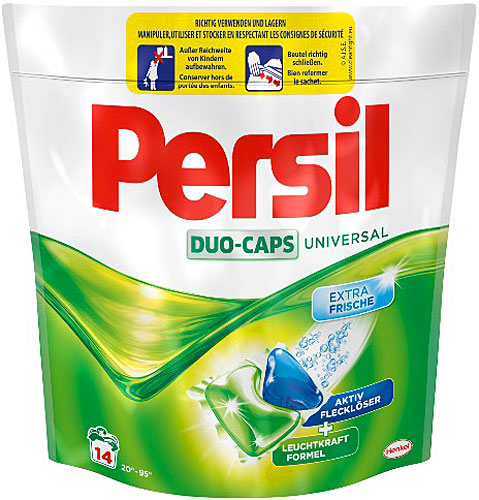 RICHTIG VERWENDEN UND LAGERN
MANIPULER, UTILISER ET STOCKER EN RESPECTANT LES CONSIGNES DE SÉCURITÉ
Außer Reichweite
von Kindern
aufbewahren.
Conserver hors de
portée des enfants.
Beutel richtig
schließen.
Bien refermer
le sachet.
© A.I.S.E.
Persil
DUO-CAPS UNIVERSAL
EXTRA
FRISCHE
AKTIV
FLECKLÖSER
+
LEUCHTKRAFT
FORMEL
14
20°-95°
Henkel